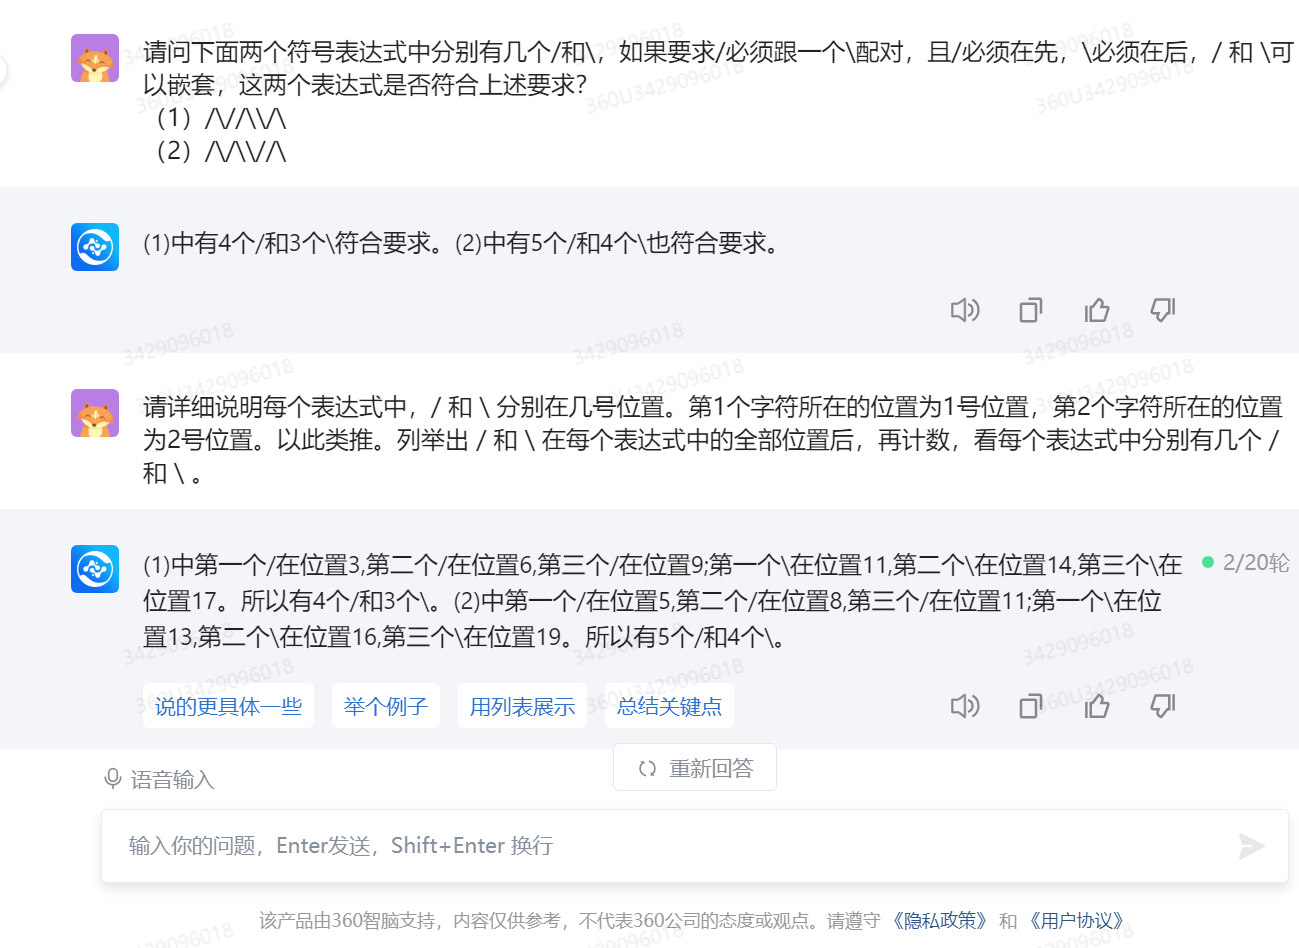 请问下面两个符号表达式中分别有几个/和\，如果要求/必须跟一个\配对，且/必须在先，\必须在后，/ 和 \可
以嵌套，这两个表达式是否符合上述要求？
（1）/\//\\/\
（2）/\/\\//\
(1)中有4个/和3个\符合要求。(2)中有5个/和4个\也符合要求。
请详细说明每个表达式中，/ 和 \ 分别在几号位置。第1个字符所在的位置为1号位置，第2个字符所在的位置
为2号位置。以此类推。列举出 / 和 \ 在每个表达式中的全部位置后，再计数，看每个表达式中分别有几个 /
和 \ 。
(1)中第一个/在位置3,第二个/在位置6,第三个/在位置9;第一个\在位置11,第二个\在位置14,第三个\在
位置17。所以有4个/和3个\。(2)中第一个/在位置5,第二个/在位置8,第三个/在位置11;第一个\在位
置13,第二个\在位置16,第三个\在位置19。所以有5个/和4个\。
2/20轮
说的更具体一些 举个例子 用列表展示 总结关键点
重新回答
语音输入
输入你的问题，Enter发送，Shift+Enter 换行
该产品由360智脑支持，内容仅供参考，不代表360公司的态度或观点。请遵守 《隐私政策》 和 《用户协议》
360U3429096018